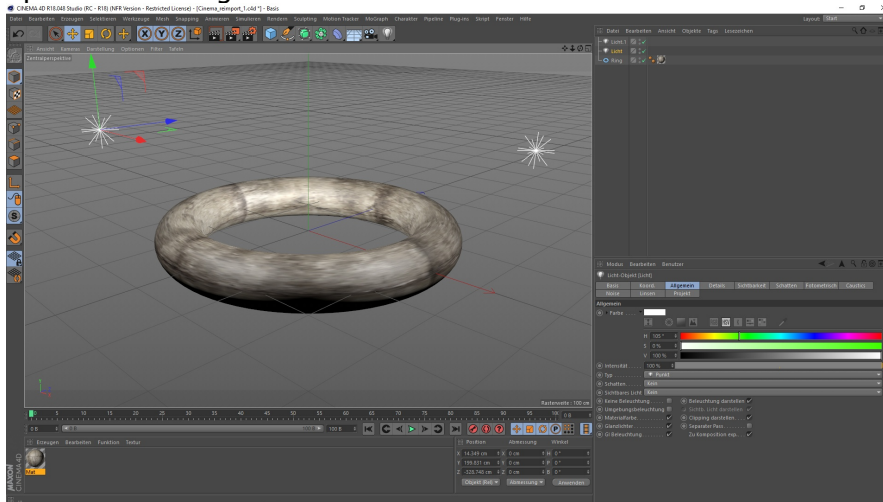 CINEMA 4D R18.048 Studio (RC - R18) (NFR Version - Restricted License) - [Cinema_reimport_1.c4d *] - Basis
Datei Bearbeiten Erzeugen Selektieren Werkzeuge Mesh Snapping Animieren Simulieren Rendern Sculpting Motion Tracker MoGraph Charakter Pipeline Plug-ins Skript Fenster Hilfe
Layout: Start
X Y Z
Ansicht Kameras Darstellung Optionen Filter Tafeln
Zentralperspektive
Datei Bearbeiten Ansicht Objekte Tags Lesezeichen
Licht.1
Licht
Ring
Rasterweite : 100 cm
0 5 10 15 20 25 30 35 40 45 50 55 60 65 70 75 80 85 90 95 100 0 B
0 B 0 B 100 B 100 B
Erzeugen Bearbeiten Funktion Textur
Mat
MAXON
CINEMA 4D
Position Abmessung Winkel
X 14.349 cm X 0 cm H 0 °
Y 199.031 cm Y 0 cm P 0 °
Z -328.748 cm Z 0 cm B 0 °
Objekt (Rel) Abmessung Anwenden
Modus Bearbeiten Benutzer
Licht-Objekt [Licht]
Basis Koord. Allgemein Details Sichtbarkeit Schatten Fotometrisch Caustics
Noise Linsen Projekt
Allgemein
Farbe
H 105 °
S 0 %
V 100 %
Intensität 100 %
Typ Punkt
Schatten Kein
Sichtbares Licht Kein
Keine Beleuchtung Beleuchtung darstellen
Umgebungsbeleuchtung Sichtb. Licht darstellen
Materialfarbe Clipping darstellen
Glanzlichter Separater Pass
GI Beleuchtung Zu Komposition exp.